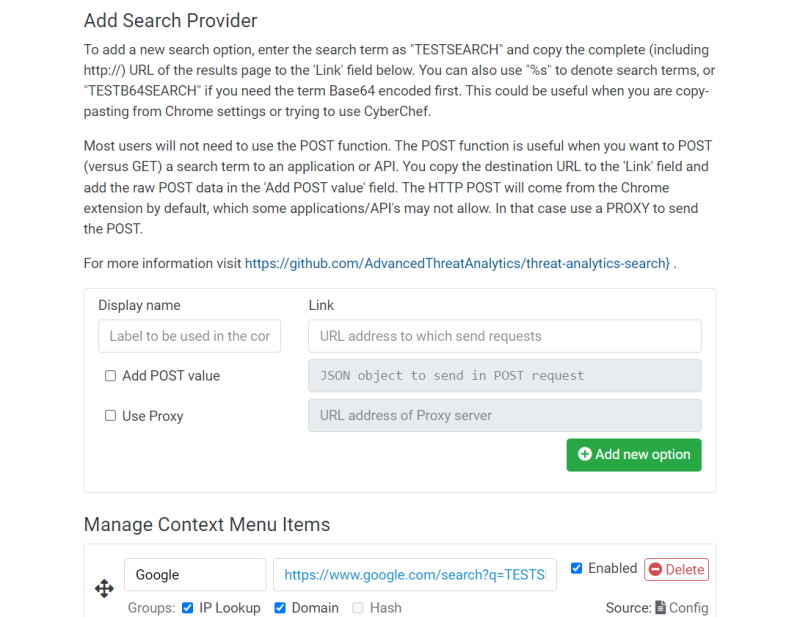 Add Search Provider
To add a new search option, enter the search term as "TESTSEARCH" and copy the complete (including
http://) URL of the results page to the 'Link' field below. You can also use "%s" to denote search terms, or
"TESTB64SEARCH" if you need the term Base64 encoded first. This could be useful when you are copy-
pasting from Chrome settings or trying to use CyberChef.
Most users will not need to use the POST function. The POST function is useful when you want to POST
(versus GET) a search term to an application or API. You copy the destination URL to the 'Link' field and
add the raw POST data in the 'Add POST value' field. The HTTP POST will come from the Chrome
extension by default, which some applications/API's may not allow. In that case use a PROXY to send
the POST.
For more information visit https://github.com/AdvancedThreatAnalytics/threat-analytics-search} .
Display name Link
Label to be used in the cor URL address to which send requests
Add POST value JSON object to send in POST request
Use Proxy URL address of Proxy server
Add new option
Manage Context Menu Items
Google https://www.google.com/search?q=TESTS Enabled Delete
Groups: IP Lookup Domain Hash Source: Config